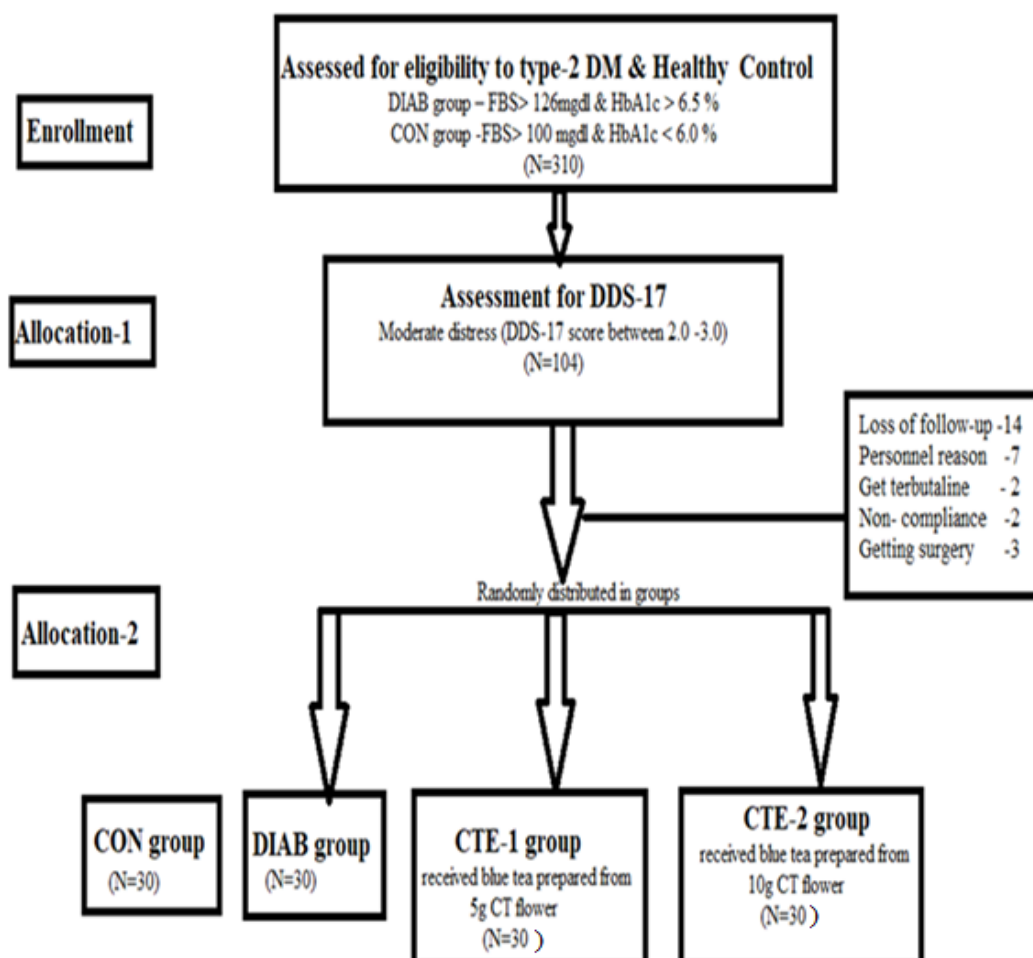 Enrollment
Assessed for eligibility to type-2 DM & Healthy Control
DIAB group – FBS> 126mgdl & HbA1c > 6.5 %
CON group -FBS> 100 mgdl & HbA1c < 6.0 %
(N=310)
Allocation-1
Assessment for DDS-17
Moderate distress (DDS-17 score between 2.0 -3.0)
(N=104)
Loss of follow-up -14
Personnel reason -7
Get terbutaline - 2
Non- compliance -2
Getting surgery -3
Allocation-2
Randomly distributed in groups
CON group
(N=30)
DIAB group
(N=30)
CTE-1 group
received blue tea prepared from
5g CT flower
(N=30 )
CTE-2 group
received blue tea prepared from
10g CT flower
(N=30 )